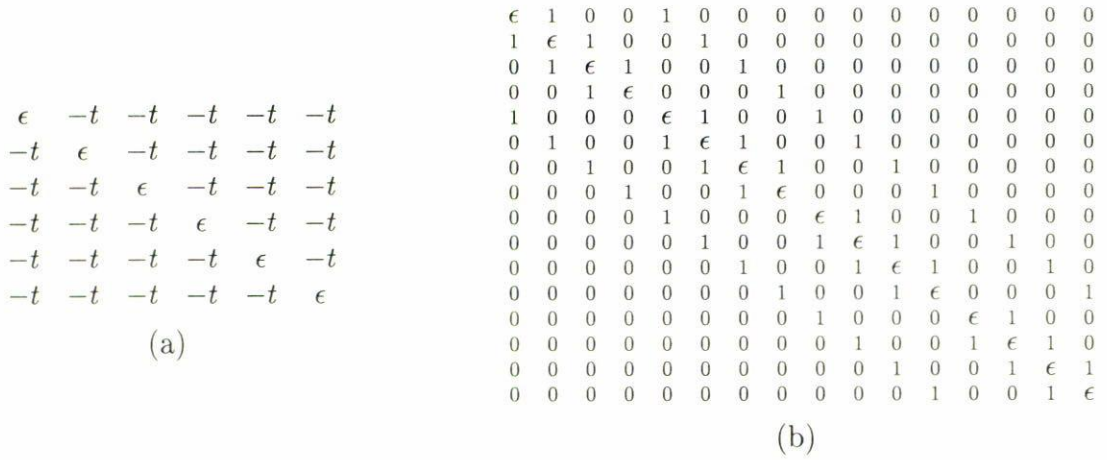 ϵ -t -t -t -t -t
-t ϵ -t -t -t -t
-t -t ϵ -t -t -t
-t -t -t ϵ -t -t
-t -t -t -t ϵ -t
-t -t -t -t -t ϵ
(a)
ϵ 1 0 0 1 0 0 0 0 0 0 0 0 0 0 0
1 ϵ 1 0 0 1 0 0 0 0 0 0 0 0 0 0
0 1 ϵ 1 0 0 1 0 0 0 0 0 0 0 0 0
0 0 1 ϵ 0 0 0 1 0 0 0 0 0 0 0 0
1 0 0 0 ϵ 1 0 0 1 0 0 0 0 0 0 0
0 1 0 0 1 ϵ 1 0 0 1 0 0 0 0 0 0
0 0 1 0 0 1 ϵ 1 0 0 1 0 0 0 0 0
0 0 0 1 0 0 1 ϵ 0 0 0 1 0 0 0 0
0 0 0 0 1 0 0 0 ϵ 1 0 0 1 0 0 0
0 0 0 0 0 1 0 0 1 ϵ 1 0 0 1 0 0
0 0 0 0 0 0 1 0 0 1 ϵ 1 0 0 1 0
0 0 0 0 0 0 0 1 0 0 1 ϵ 0 0 0 1
0 0 0 0 0 0 0 0 1 0 0 0 ϵ 1 0 0
0 0 0 0 0 0 0 0 0 1 0 0 1 ϵ 1 0
0 0 0 0 0 0 0 0 0 0 1 0 0 1 ϵ 1
0 0 0 0 0 0 0 0 0 0 0 1 0 0 1 ϵ
(b)